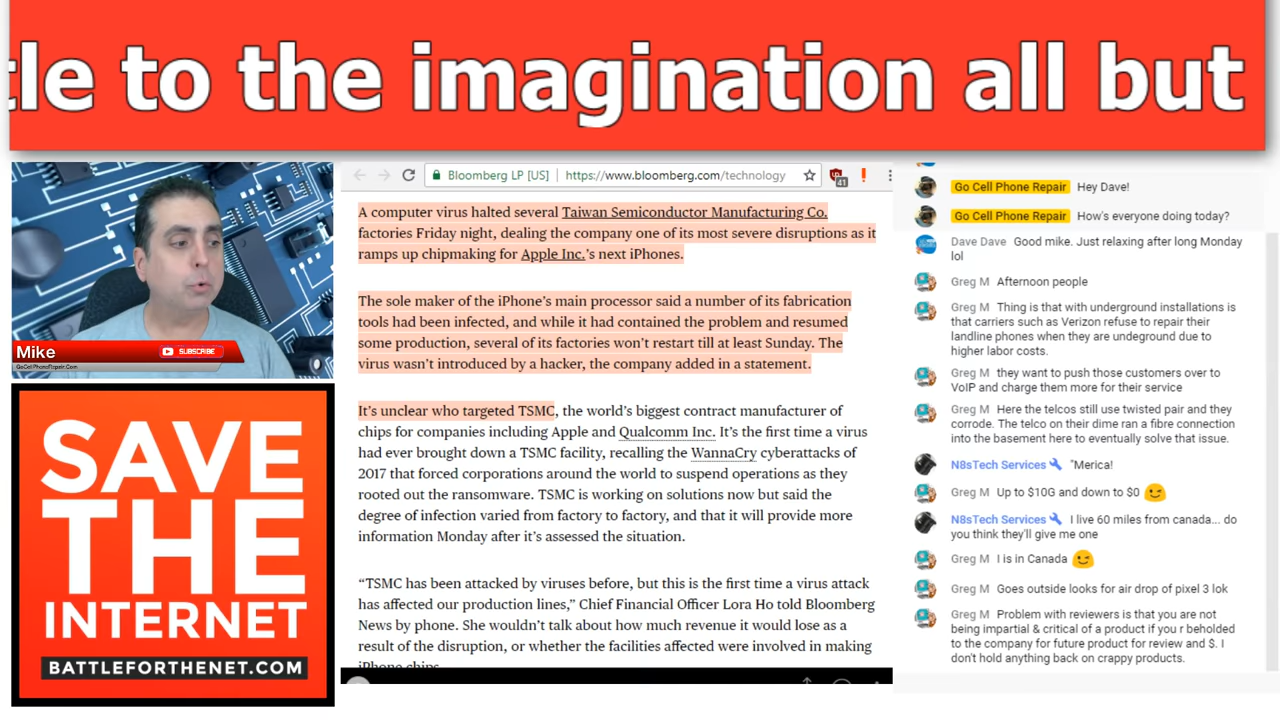 tle to the imagination all but
Bloomberg LP [US]
https://www.bloomberg.com/technology
41
A computer virus halted several Taiwan Semiconductor Manufacturing Co.
factories Friday night, dealing the company one of its most severe disruptions as it
ramps up chipmaking for Apple Inc.'s next iPhones.
The sole maker of the iPhone's main processor said a number of its fabrication
tools had been infected, and while it had contained the problem and resumed
some production, several of its factories won't restart till at least Sunday. The
virus wasn't introduced by a hacker, the company added in a statement.
It's unclear who targeted TSMC, the world's biggest contract manufacturer of
chips for companies including Apple and Qualcomm Inc. It's the first time a virus
had ever brought down a TSMC facility, recalling the WannaCry cyberattacks of
2017 that forced corporations around the world to suspend operations as they
rooted out the ransomware. TSMC is working on solutions now but said the
degree of infection varied from factory to factory, and that it will provide more
information Monday after it's assessed the situation.
“TSMC has been attacked by viruses before, but this is the first time a virus attack
has affected our production lines,” Chief Financial Officer Lora Ho told Bloomberg
News by phone. She wouldn't talk about how much revenue it would lose as a
result of the disruption, or whether the facilities affected were involved in making
iPhone chips.
Mike
SUBSCRIBE
GoCellPhoneRepair.Com
SAVE
THE
INTERNET
BATTLEFORTHENET.COM
Go Cell Phone Repair Hey Dave!
Go Cell Phone Repair How's everyone doing today?
Dave Dave Good mike. Just relaxing after long Monday
lol
Greg M Afternoon people
Greg M Thing is that with underground installations is
that carriers such as Verizon refuse to repair their
landline phones when they are undeground due to
higher labor costs.
Greg M they want to push those customers over to
VoIP and charge them more for their service
Greg M Here the telcos still use twisted pair and they
corrode. The telco on their dime ran a fibre connection
into the basement here to eventually solve that issue.
N8sTech Services "Merica!
Greg M Up to $10G and down to $0
N8sTech Services I live 60 miles from canada... do
you think they'll give me one
Greg M I is in Canada
Greg M Goes outside looks for air drop of pixel 3 lok
Greg M Problem with reviewers is that you are not
being impartial & critical of a product if you r beholded
to the company for future product for review and $. I
don't hold anything back on crappy products.